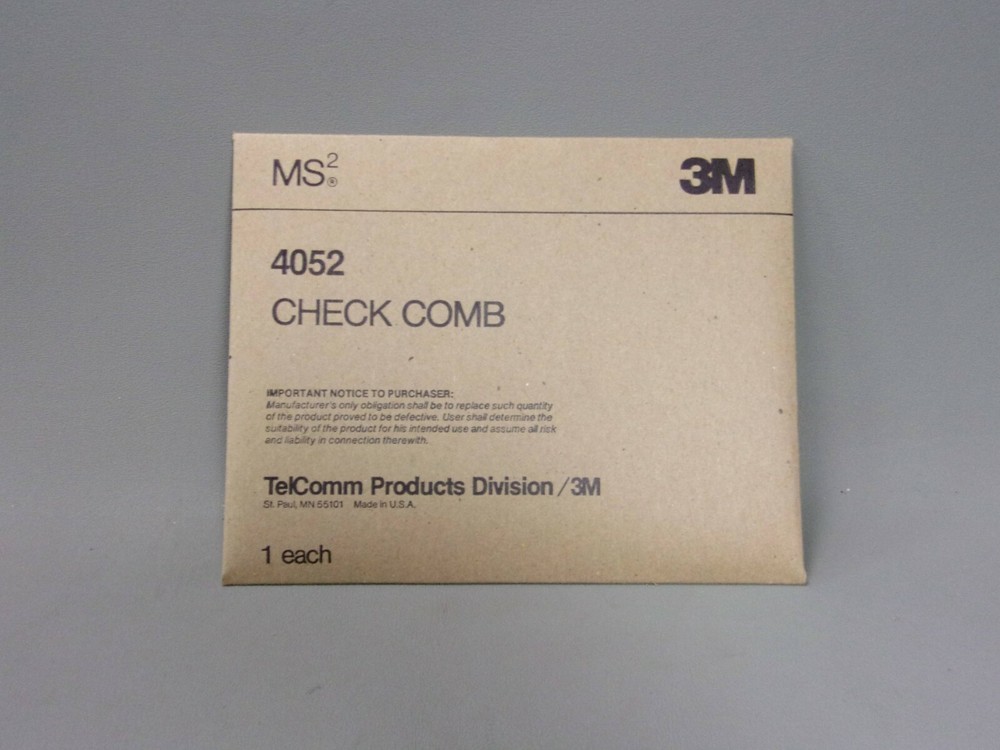 MS²® 3M
4052
CHECK COMB
IMPORTANT NOTICE TO PURCHASER:
Manufacturer's only obligation shall be to replace such quantity
of the product proved to be defective. User shall determine the
suitability of the product for his intended use and assume all risk
and liability in connection therewith.
TelComm Products Division / 3M
St. Paul, MN 55101 Made in U.S.A.
1 each